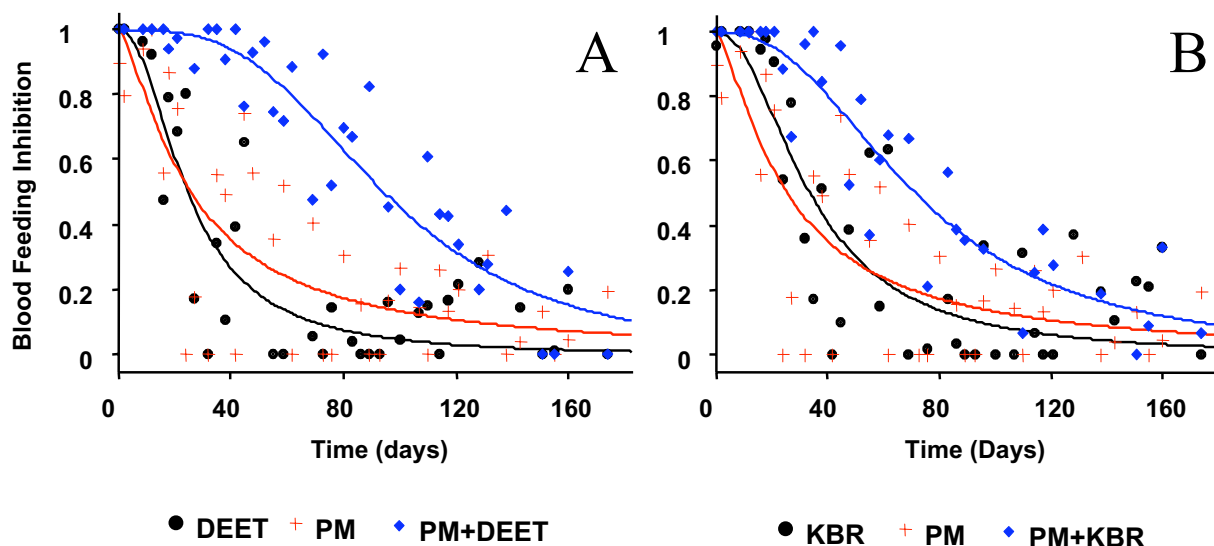 A
B
Blood Feeding Inhibition
1
0.8
0.6
0.4
0.2
0
0 40 80 120 160
Time (days)
1
0.8
0.6
0.4
0.2
0
0 40 80 120 160
Time (Days)
DEET PM PM+DEET
KBR PM PM+KBR